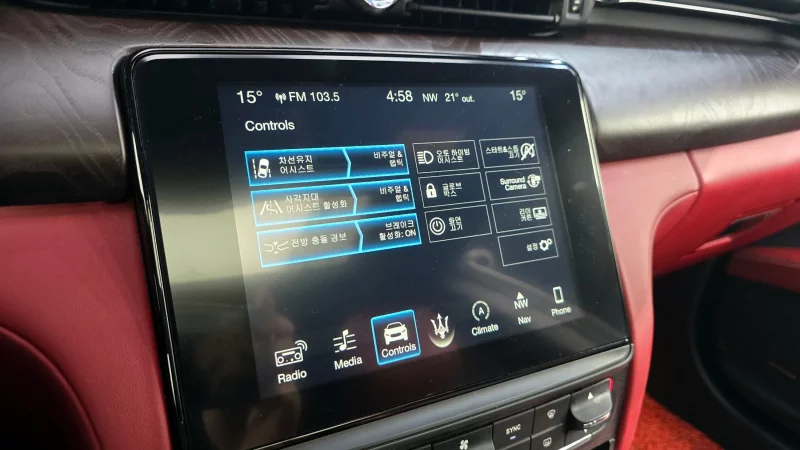 15° FM 103.5 4:58 NW 21° out. 15°
Controls
차선유지
어시스트
비주얼 &
햅틱
사각지대
어시스트 활성화
비주얼 &
햅틱
전방 충돌 경보
브레이크
활성화: ON
오토 하이빔
어시스트
글로브
박스
화면
끄기
스타트&스톱
끄기
Surround
Camera
리어
커튼
설정
Radio
Media
Controls
A
Climate
NW
Nav
Phone
SYNC